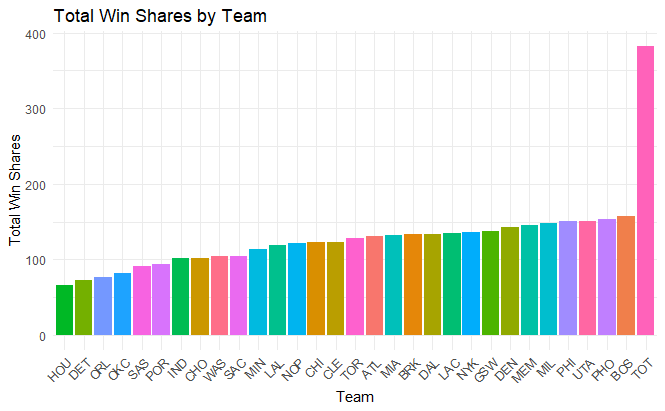 Total Win Shares by Team
Total Win Shares
400
300
200
100
0
HOU DET ORL OKC SAS POR IND CHO WAS SAC MIN LAL NOP CHI CLE TOR ATL MIA BRK DAL LAC NYK GSW DEN MEM MIL PHI UTA PHO BOS TOT
Team